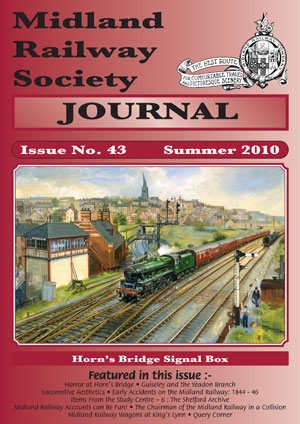 Midland
Railway
Society
THE BEST ROUTE
FOR COMFORTABLE TRAVEL
AND PICTURESQUE SCENERY
JOURNAL
Issue No. 43 Summer 2010
Horn's Bridge Signal Box
Featured in this issue :-
Horror at Horn's Bridge • Guiseley and the Yeadon Branch
Locomotive Aesthetics • Early Accidents on the Midland Railway: 1844 - 46
Items From the Study Centre – 6 : The Shelford Archive
Midland Railway Accounts can be Fun! • The Chairman of the Midland Railway in a Collision
Midland Railway Wagons at King's Lynn • Query Corner